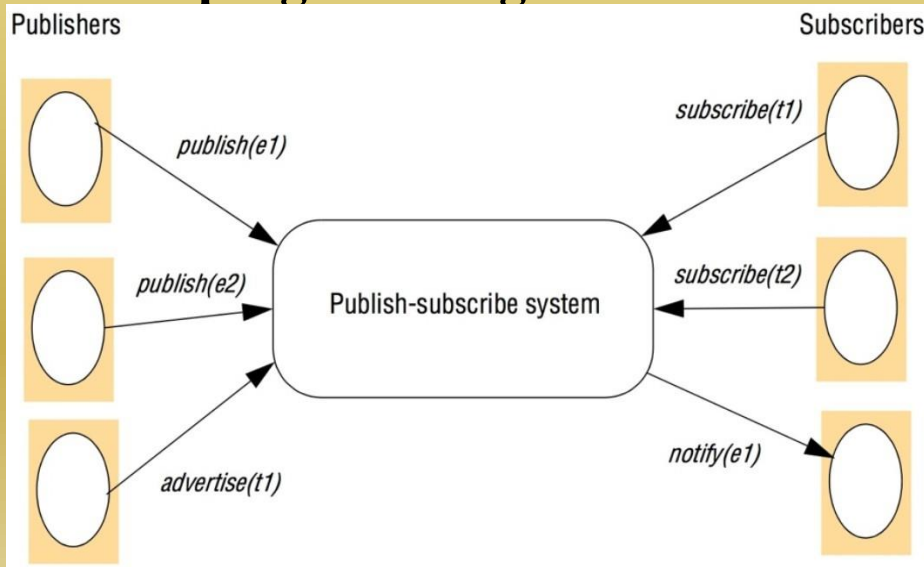 Publishers
Subscribers
publish(e1)
subscribe(t1)
publish(e2)
subscribe(t2)
Publish-subscribe system
advertise(t1)
notify(e1)